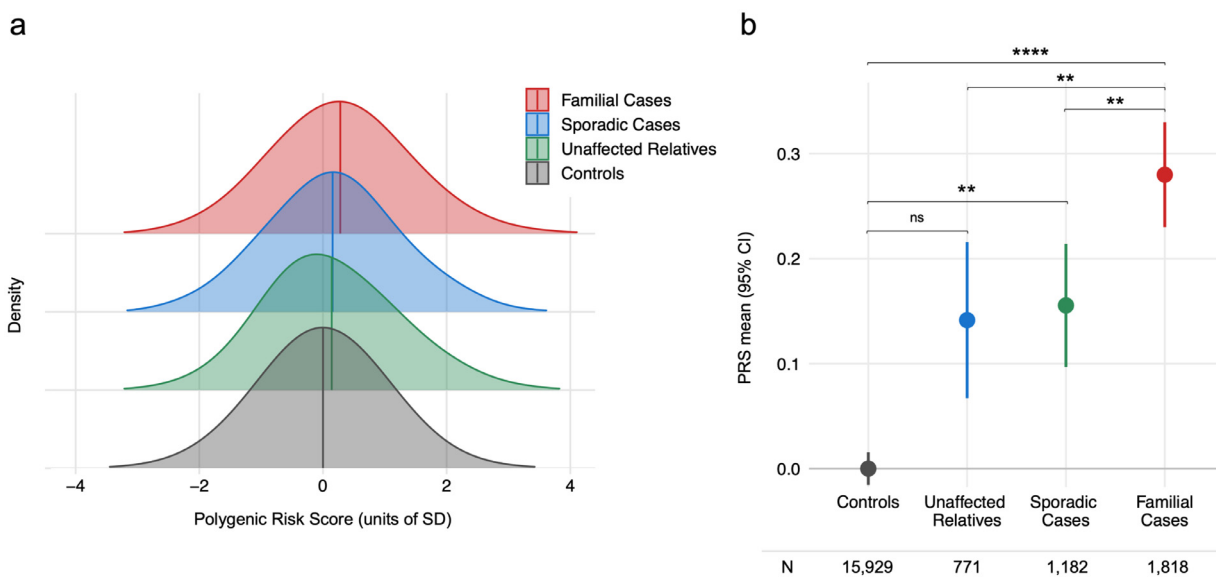 a
Familial Cases
Sporadic Cases
Unaffected Relatives
Controls
Density
−4 −2 0 2 4
Polygenic Risk Score (units of SD)
b
****
**
**
**
ns
PRS mean (95% CI)
0.3
0.2
0.1
0.0
Controls Unaffected Sporadic Familial
Relatives Cases Cases
N 15,929 771 1,182 1,818